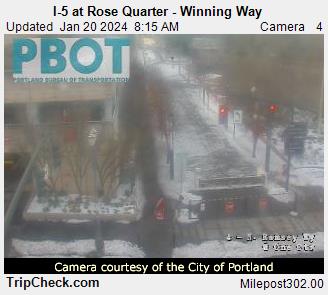 I-5 at Rose Quarter - Winning Way
Updated Jan 20 2024 8:15 AM Camera 4
PBOT
PORTLAND BUREAU OF TRANSPORTATION
Camera courtesy of the City of Portland
TripCheck.com Milepost302.00